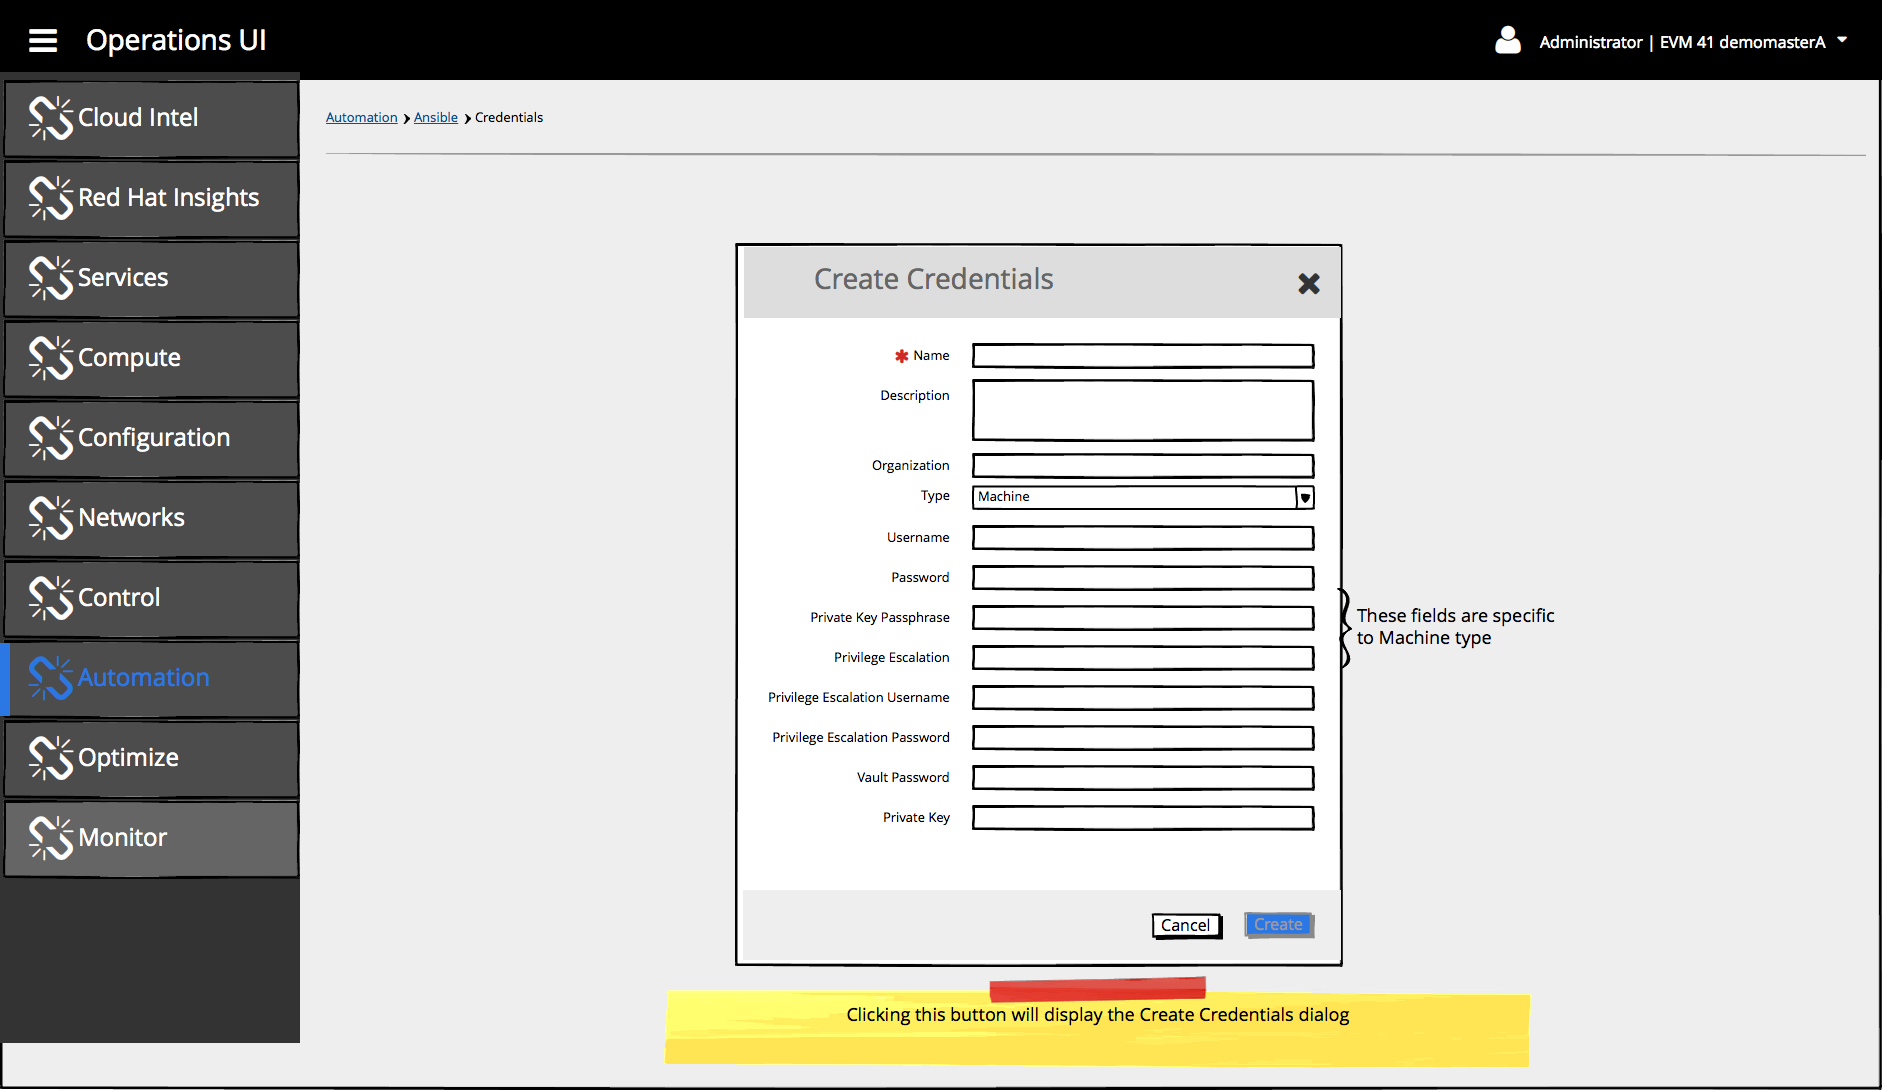 Operations UI
Administrator | EVM 41 demomasterA
Cloud Intel
Red Hat Insights
Services
Compute
Configuration
Networks
Control
Automation
Optimize
Monitor
Automation Ansible Credentials
Create Credentials
Name
Description
Organization
Type Machine
Username
Password
Private Key Passphrase
Privilege Escalation
Privilege Escalation Username
Privilege Escalation Password
Vault Password
Private Key
These fields are specific
to Machine type
Cancel Create
Clicking this button will display the Create Credentials dialog